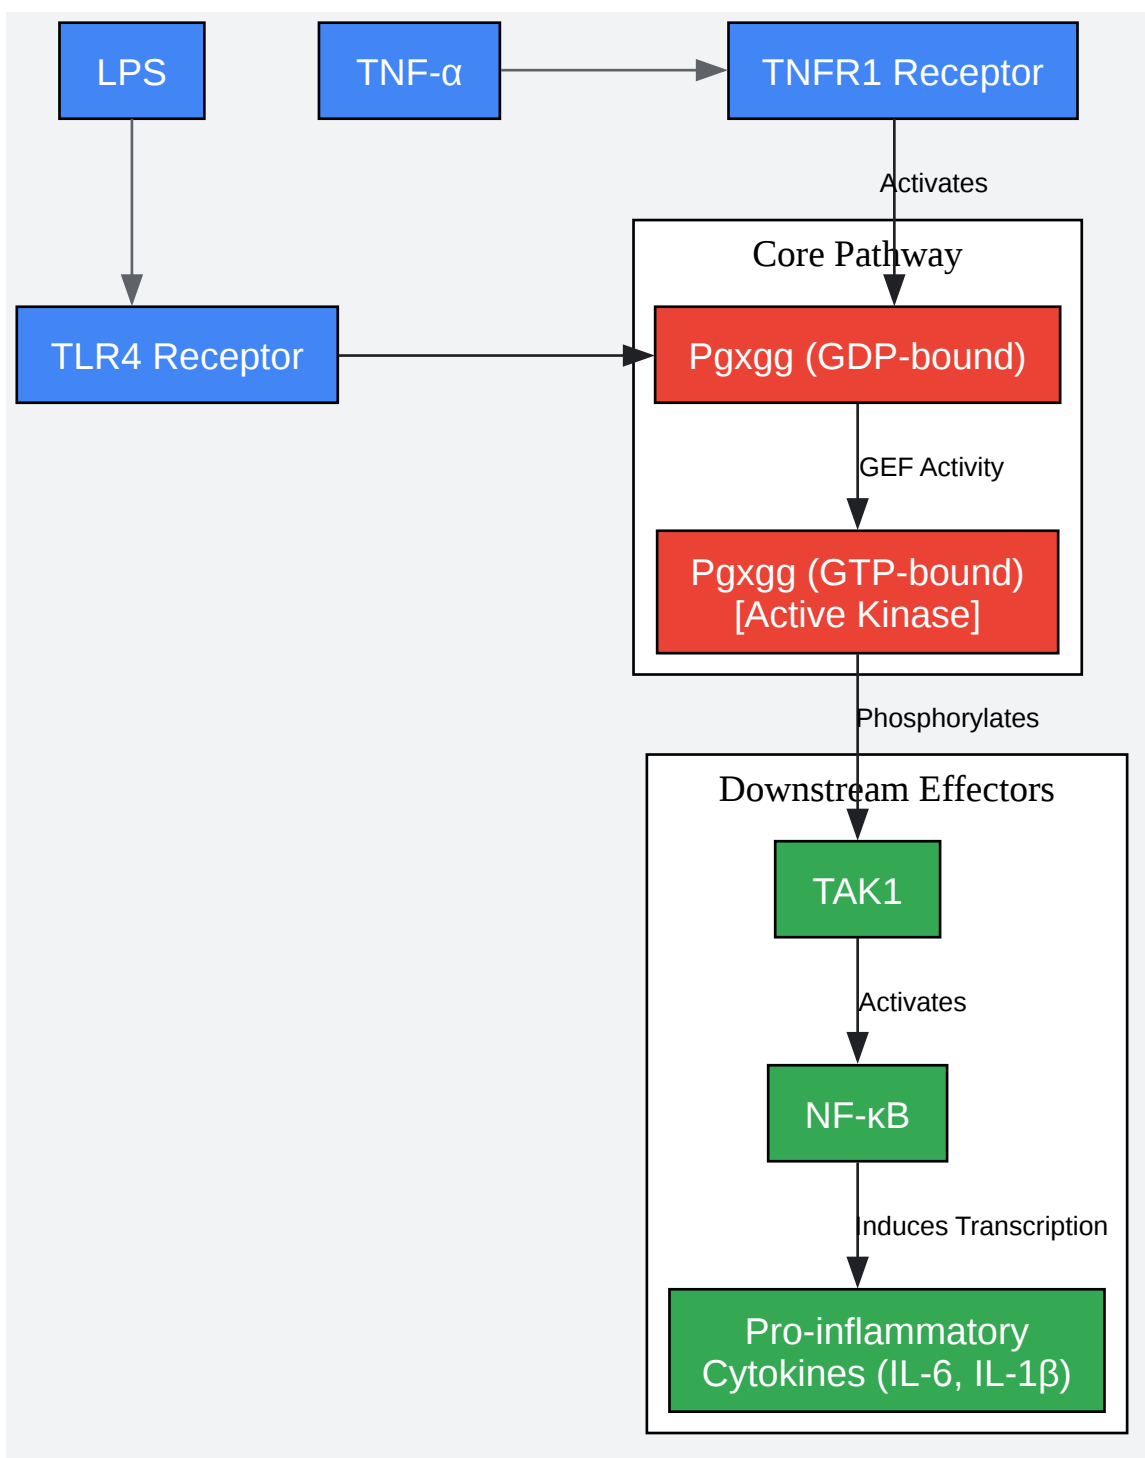 LPS
TNF-α
TNFR1 Receptor
Activates
Core Pathway
TLR4 Receptor
Pgxgg (GDP-bound)
GEF Activity
Pgxgg (GTP-bound)
[Active Kinase]
Phosphorylates
Downstream Effectors
TAK1
Activates
NF-κB
Induces Transcription
Pro-inflammatory
Cytokines (IL-6, IL-1β)